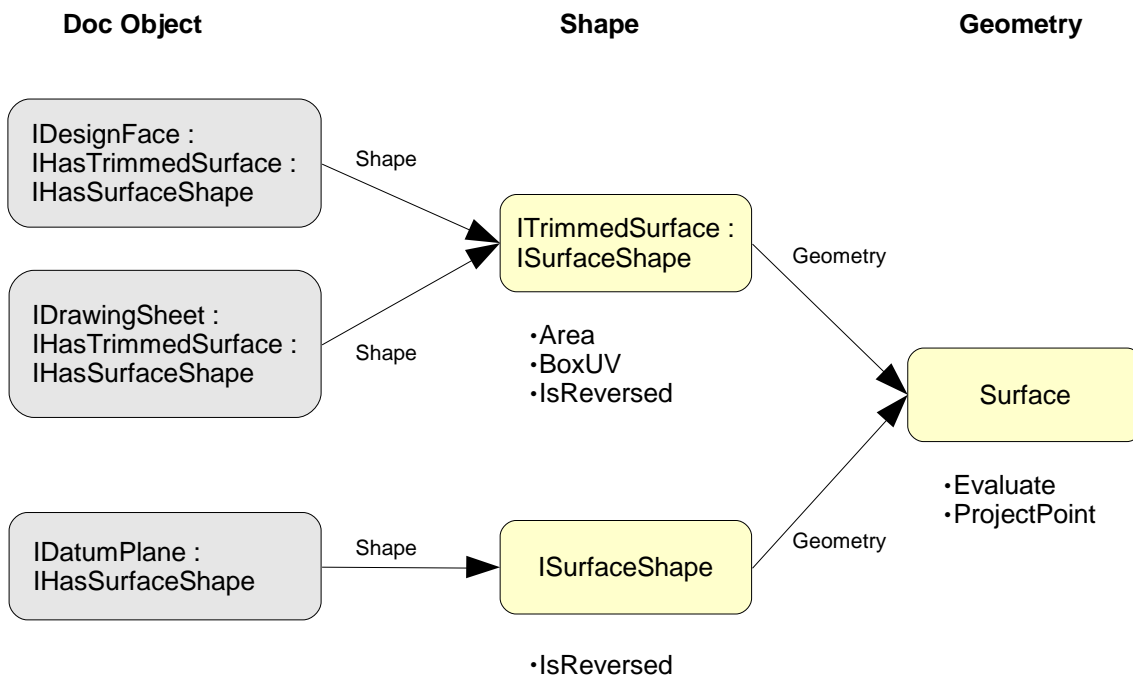 Doc Object
Shape
Geometry
IDesignFace :
IHasTrimmedSurface :
IHasSurfaceShape
Shape
ITrimmedSurface :
ISurfaceShape
Geometry
IDrawingSheet :
IHasTrimmedSurface :
IHasSurfaceShape
Shape
•Area
•BoxUV
•IsReversed
Surface
•Evaluate
•ProjectPoint
IDatumPlane :
IHasSurfaceShape
Shape
ISurfaceShape
Geometry
•IsReversed